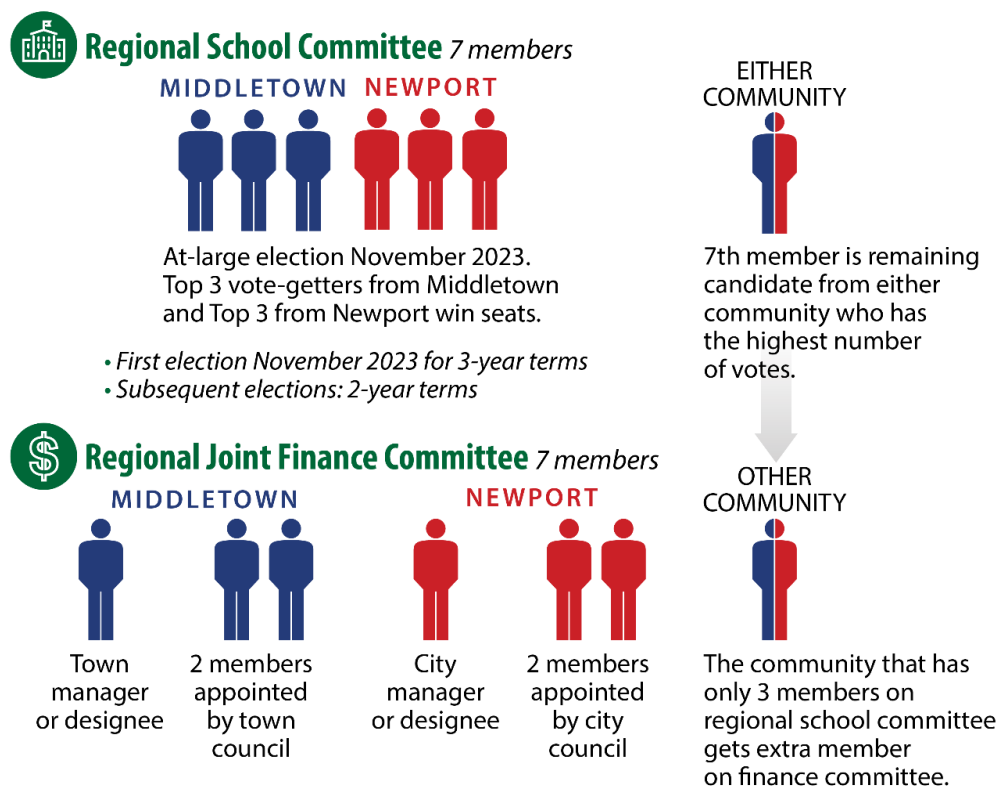 Regional School Committee 7 members
MIDDLETOWN NEWPORT
EITHER
COMMUNITY
At-large election November 2023.
Top 3 vote-getters from Middletown
and Top 3 from Newport win seats.
• First election November 2023 for 3-year terms
• Subsequent elections: 2-year terms
7th member is remaining
candidate from either
community who has
the highest number
of votes.
$
Regional Joint Finance Committee 7 members
MIDDLETOWN
NEWPORT
OTHER
COMMUNITY
Town
manager
or designee
2 members
appointed
by town
council
City
manager
or designee
2 members
appointed
by city
council
The community that has
only 3 members on
regional school committee
gets extra member
on finance committee.